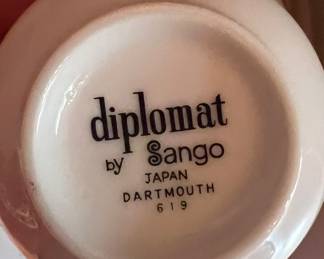 diplomat
by Sango
JAPAN
DARTMOUTH
619